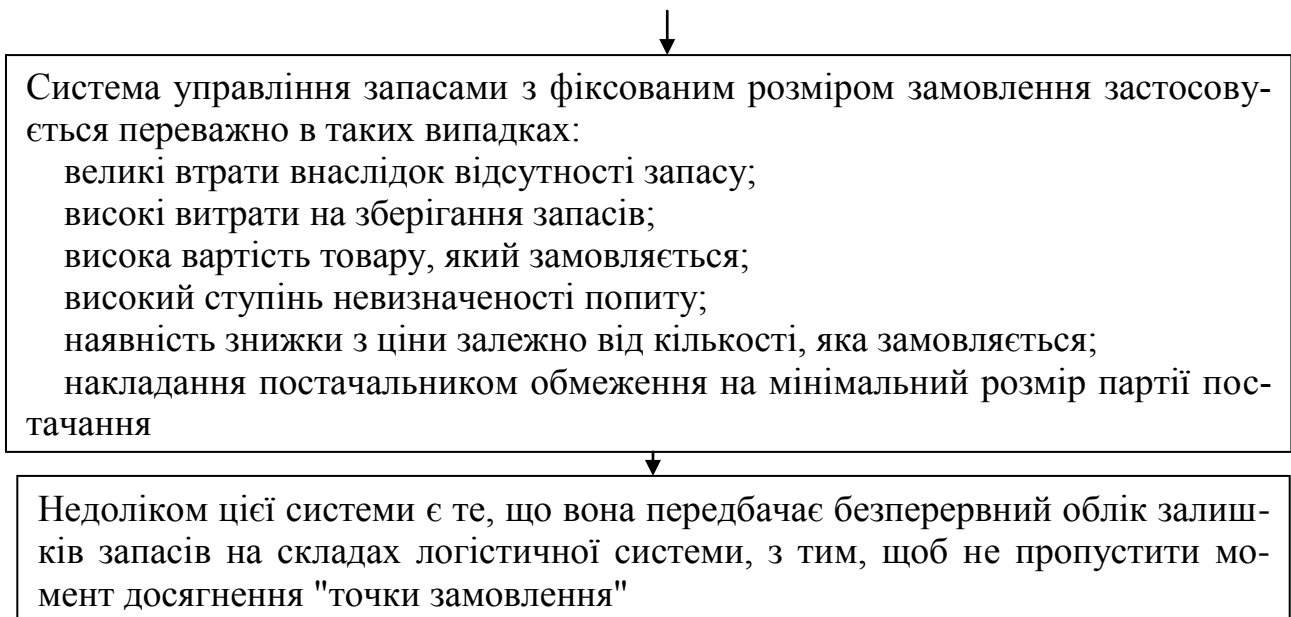 Система управління запасами з фіксованим розміром замовлення застосову-
ється переважно в таких випадках:
великі втрати внаслідок відсутності запасу;
високі витрати на зберігання запасів;
висока вартість товару, який замовляється;
високий ступінь невизначеності попиту;
наявність знижки з ціни залежно від кількості, яка замовляється;
накладання постачальником обмеження на мінімальний розмір партії пос-
тачання
Недоліком цієї системи є те, що вона передбачає безперервний облік залиш-
ків запасів на складах логістичної системи, з тим, щоб не пропустити мо-
мент досягнення "точки замовлення"